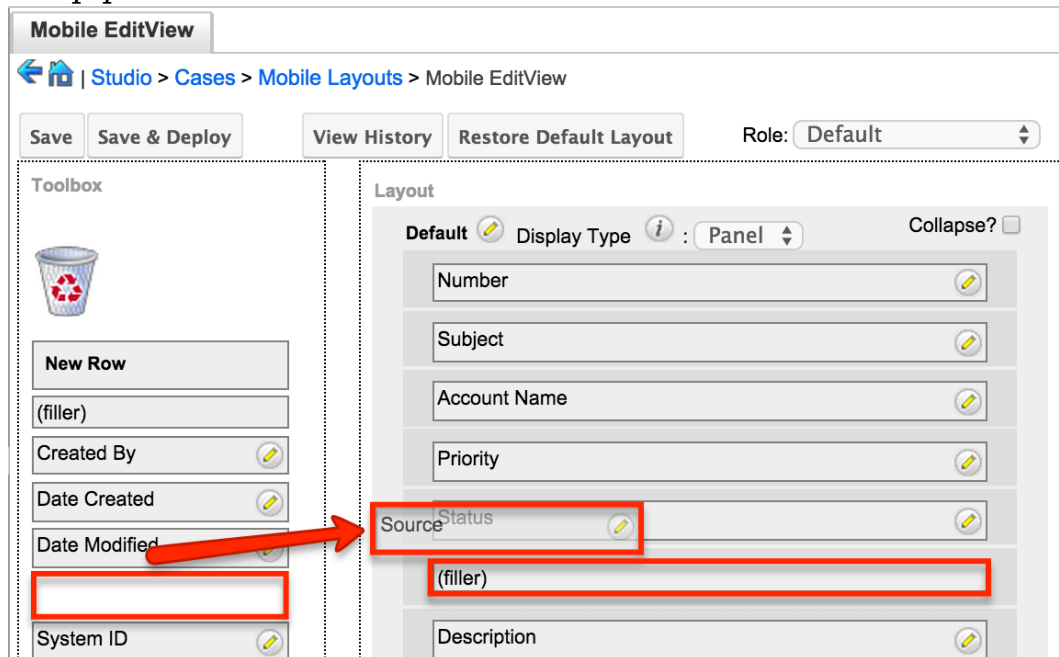 Mobile EditView
| Studio > Cases > Mobile Layouts > Mobile EditView
Save Save & Deploy View History Restore Default Layout Role: Default
Toolbox
Layout
Default Display Type i : Panel Collapse?
Number
Subject
New Row
Account Name
(filler)
Created By
Priority
Date Created
Source Status
Date Modified
(filler)
System ID
Description